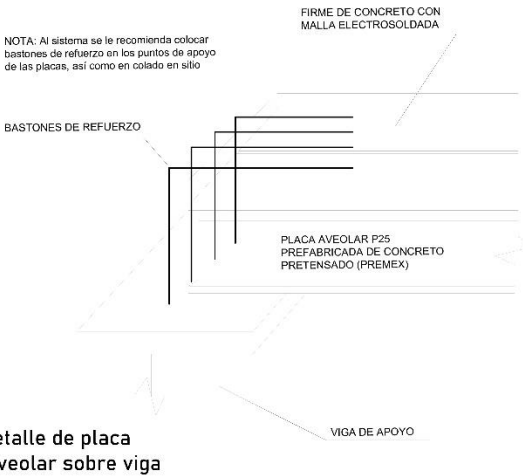 FIRME DE CONCRETO CON
MALLA ELECTROSOLDADA
NOTA: Al sistema se le recomienda colocar
bastones de refuerzo en los puntos de apoyo
de las placas, así como en colado en sitio
BASTONES DE REFUERZO
PLACA AVEOLAR P25
PREFABRICADA DE CONCRETO
PRETENSADO (PREMEX)
VIGA DE APOYO
etalle de placa
veolar sobre viga